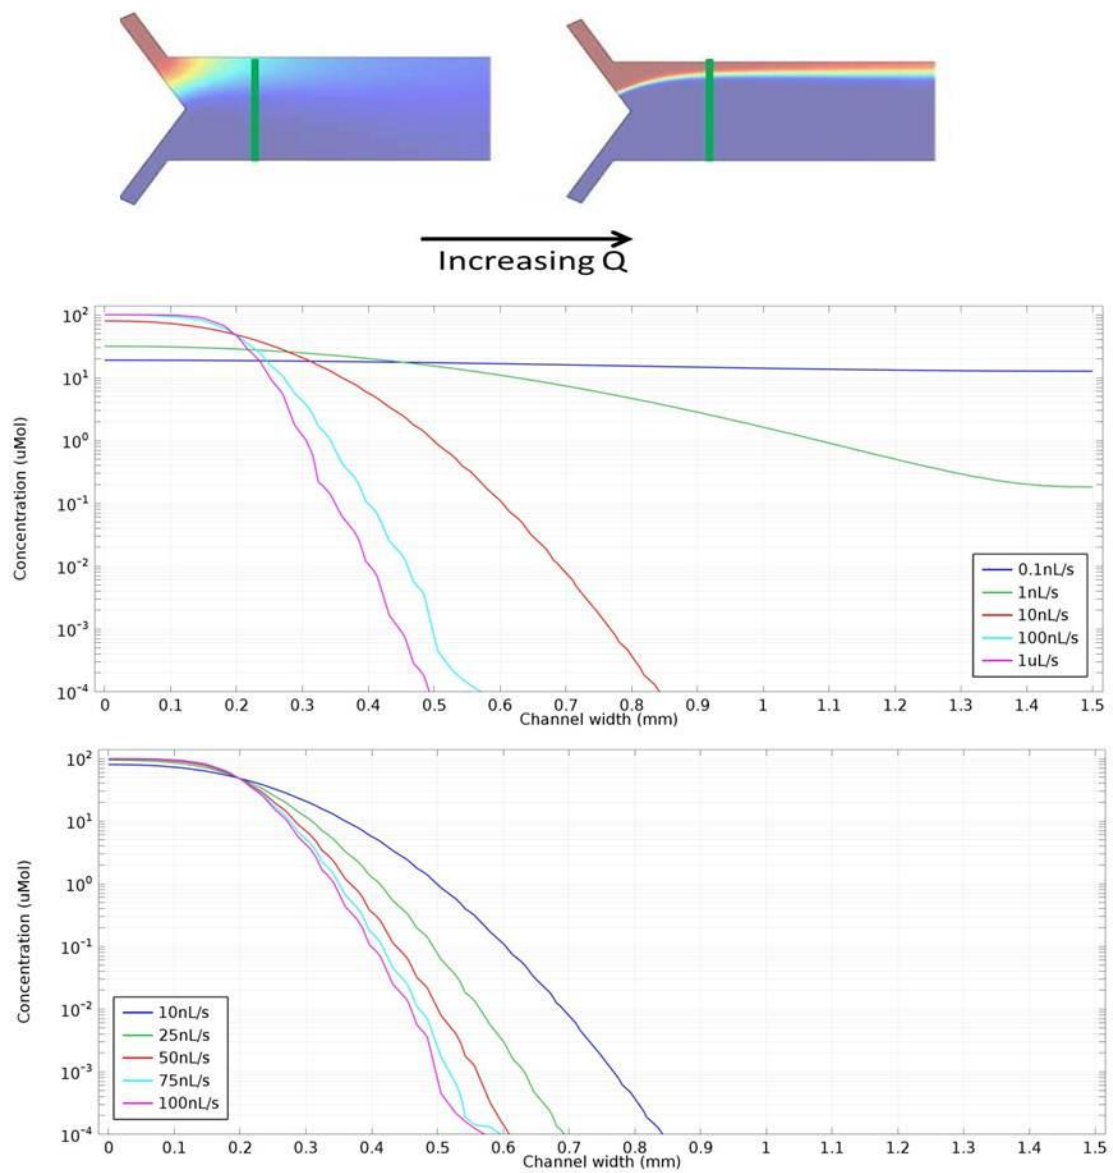 Increasing Q
10²
10¹
10⁰
10⁻¹
10⁻²
10⁻³
10⁻⁴
Concentration (uMol)
0.1nL/s
1nL/s
10nL/s
100nL/s
1uL/s
0 0.1 0.2 0.3 0.4 0.5 0.6 0.7 0.8 0.9 1 1.1 1.2 1.3 1.4 1.5
Channel width (mm)
10²
10¹
10⁰
10⁻¹
10⁻²
10⁻³
10⁻⁴
Concentration (uMol)
10nL/s
25nL/s
50nL/s
75nL/s
100nL/s
0 0.1 0.2 0.3 0.4 0.5 0.6 0.7 0.8 0.9 1 1.1 1.2 1.3 1.4 1.5
Channel width (mm)